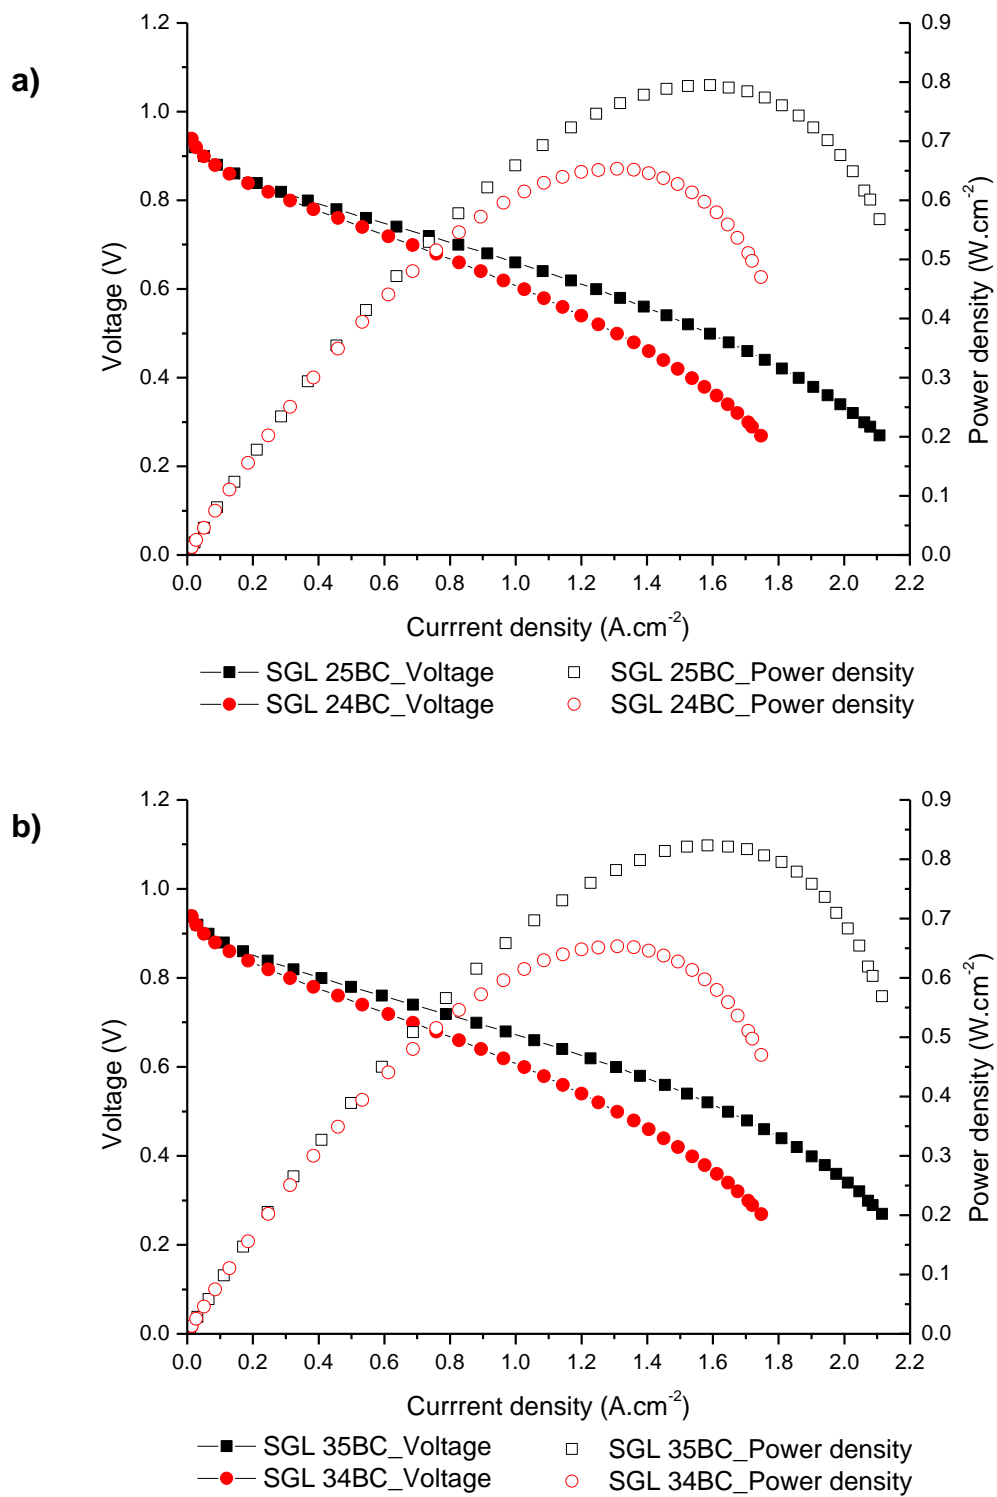 a)
1.2
1.0
0.8
0.6
0.4
0.2
0.0
Voltage (V)
0.9
0.8
0.7
0.6
0.5
0.4
0.3
0.2
0.1
0.0
Power density (W.cm-2)
0.0 0.2 0.4 0.6 0.8 1.0 1.2 1.4 1.6 1.8 2.0 2.2
Currrent density (A.cm-2)
SGL 25BC_Voltage SGL 25BC_Power density
SGL 24BC_Voltage SGL 24BC_Power density
b)
1.2
1.0
0.8
0.6
0.4
0.2
0.0
Voltage (V)
0.9
0.8
0.7
0.6
0.5
0.4
0.3
0.2
0.1
0.0
Power density (W.cm-2)
0.0 0.2 0.4 0.6 0.8 1.0 1.2 1.4 1.6 1.8 2.0 2.2
Currrent density (A.cm-2)
SGL 35BC_Voltage SGL 35BC_Power density
SGL 34BC_Voltage SGL 34BC_Power density